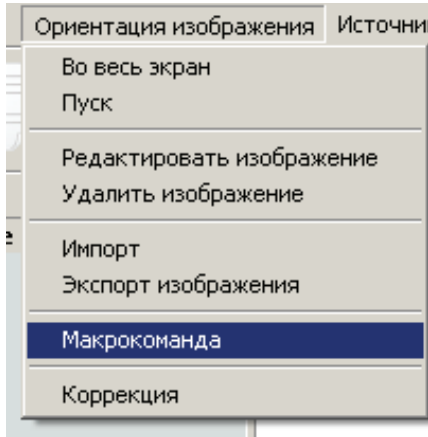 Ориентация изображения Источни
Во весь экран
Пуск
Редактировать изображение
Удалить изображение
е
Импорт
Экспорт изображения
Макрокоманда
Коррекция